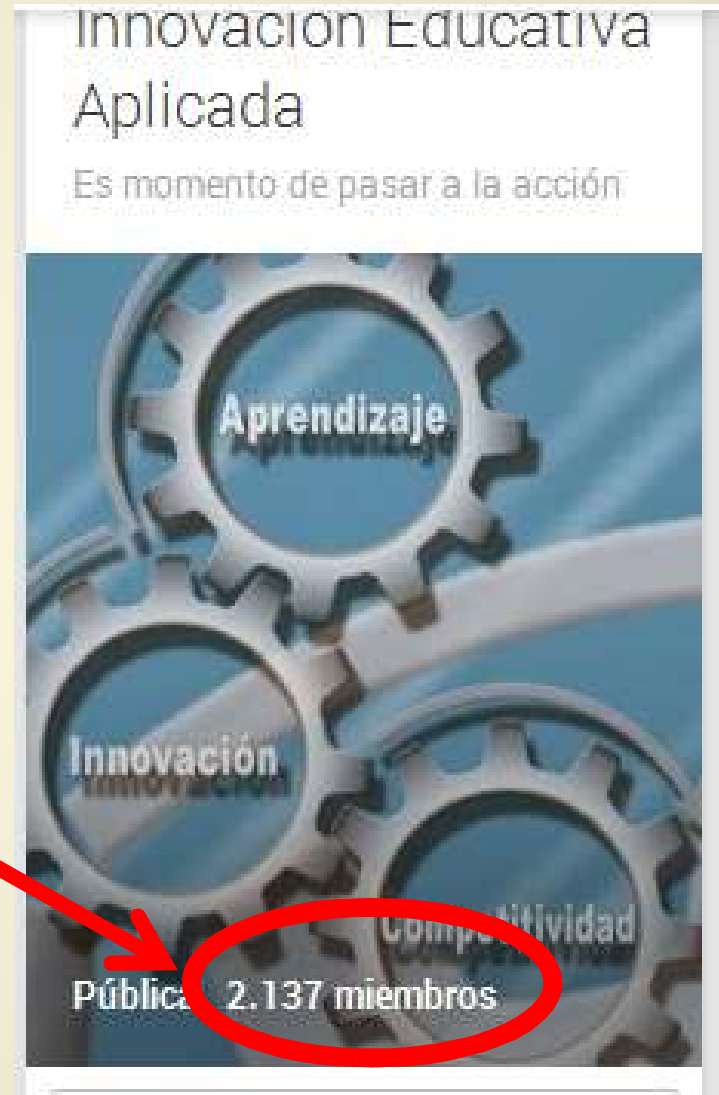 Innovación Educativa
Aplicada
Es momento de pasar a la acción
Aprendizaje
Innovación
Competitividad
Pública 2.137 miembros